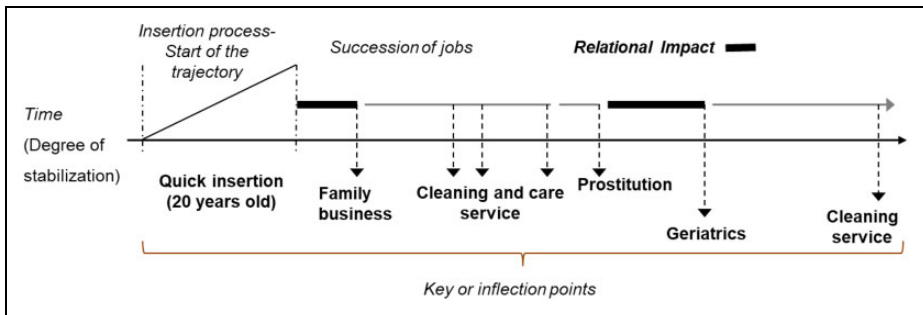 Insertion process-
Start of the
trajectory
Succession of jobs
Relational Impact
Time
(Degree of
stabilization)
Quick insertion
(20 years old)
Family
business
Cleaning and care
service
Prostitution
Geriatrics
Cleaning
service
Key or inflection points